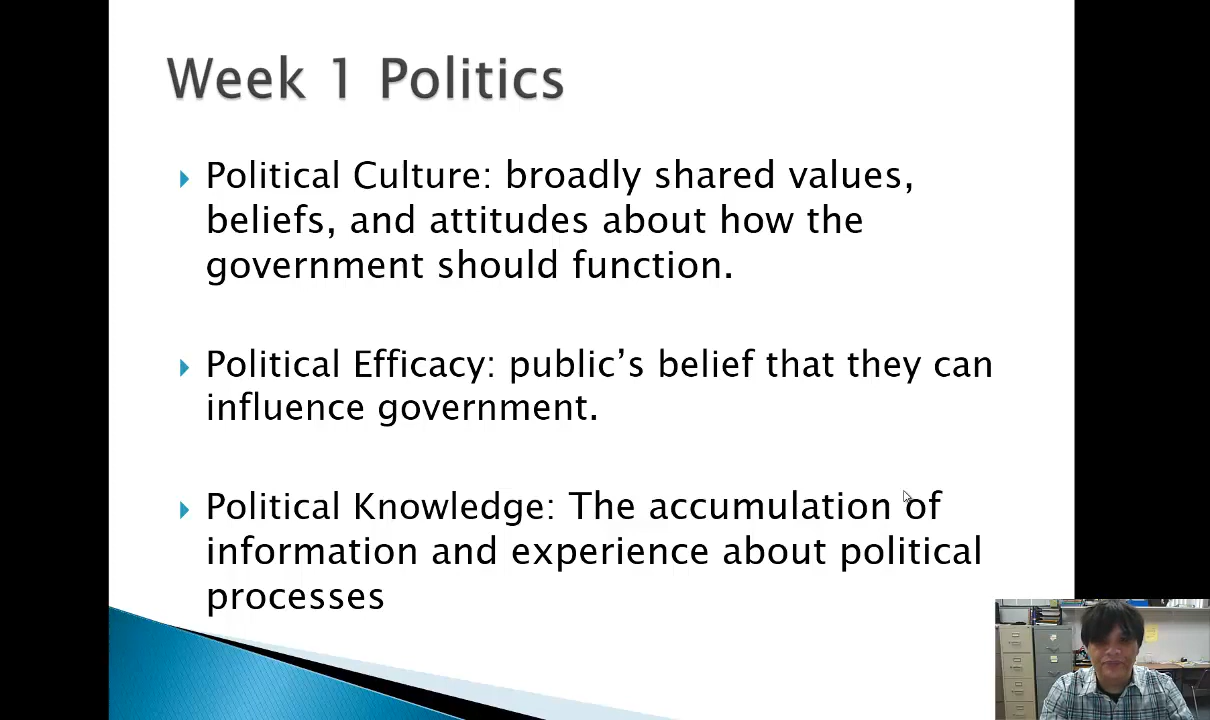 Week 1 Politics
Political Culture: broadly shared values,
beliefs, and attitudes about how the
government should function.
Political Efficacy: public’s belief that they can
influence government.
Political Knowledge: The accumulation of
information and experience about political
processes